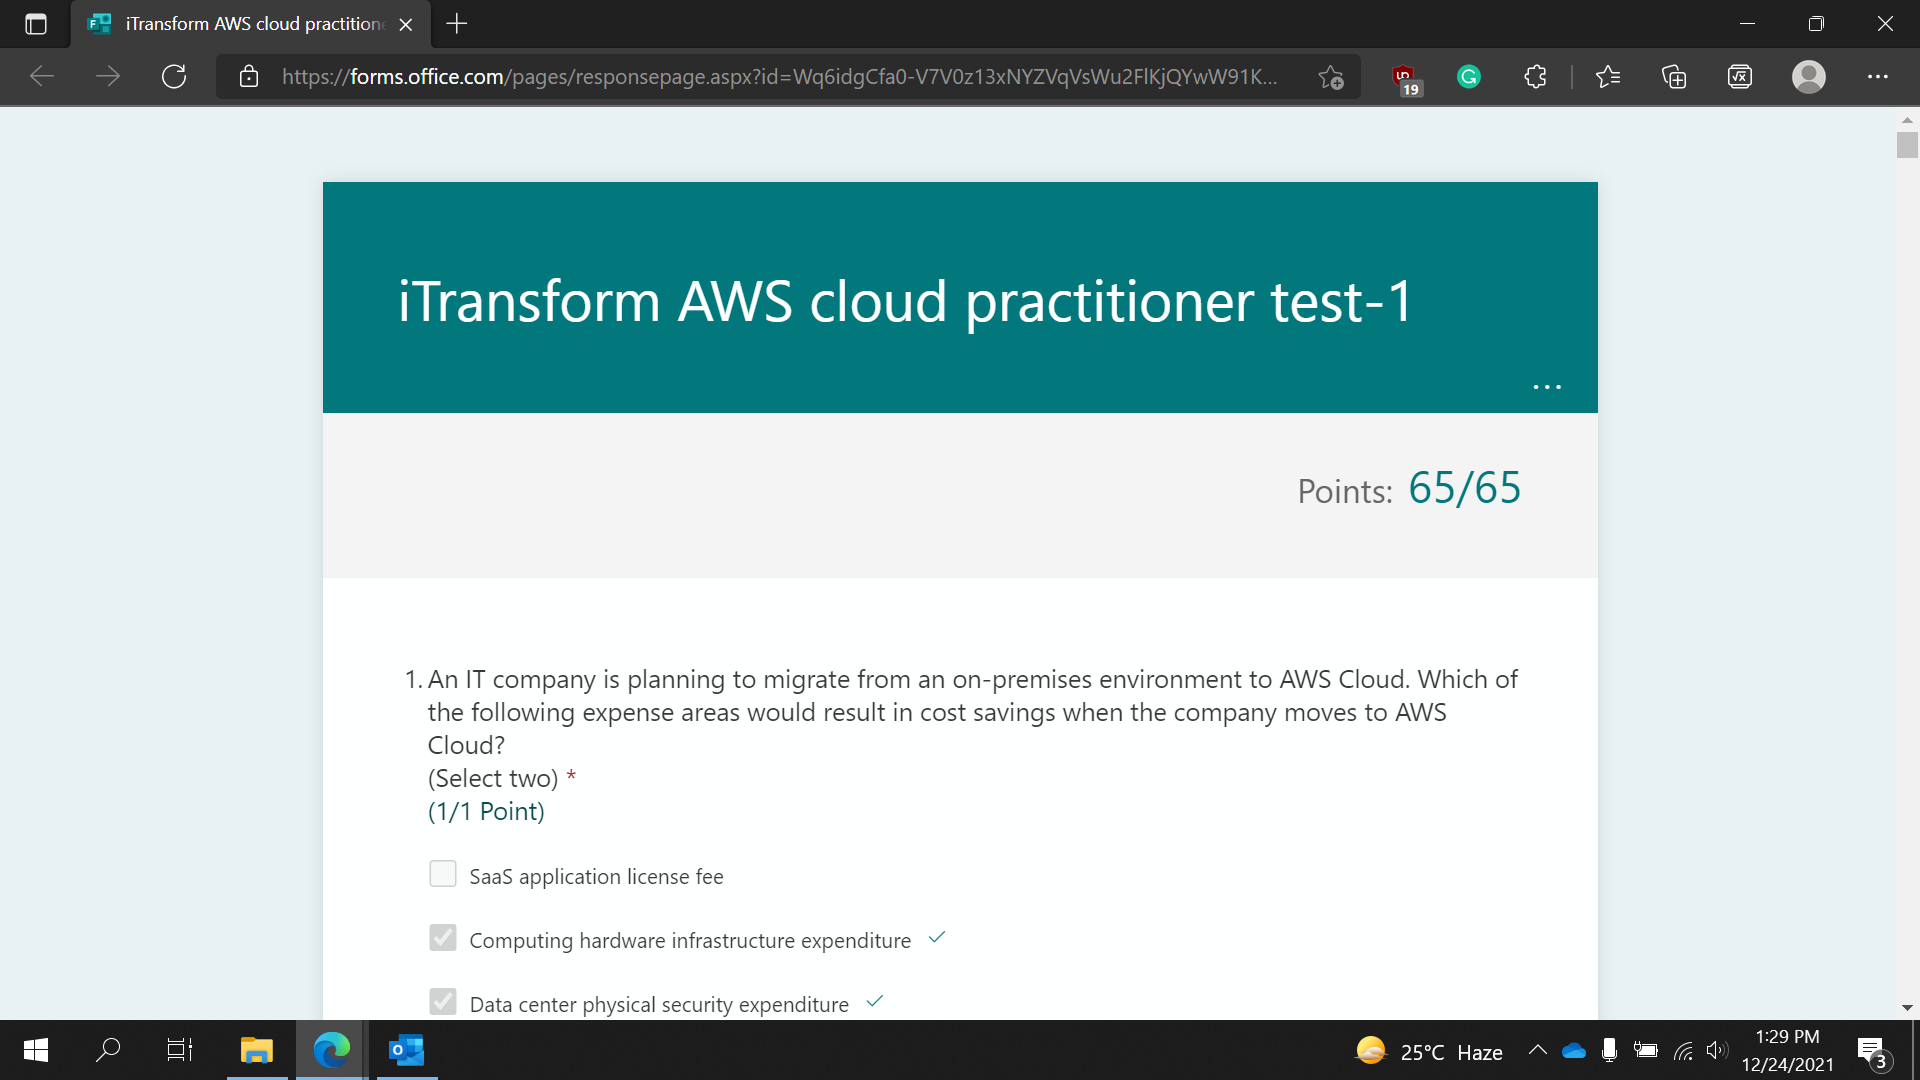 iTransform AWS cloud practition
https://forms.office.com/pages/responsepage.aspx?id=Wq6idgCfa0-V7V0z13xNYZVqVsWu2FlKjQYwW91K...
19
iTransform AWS cloud practitioner test-1
...
Points: 65/65
1. An IT company is planning to migrate from an on-premises environment to AWS Cloud. Which of
the following expense areas would result in cost savings when the company moves to AWS
Cloud?
(Select two) *
(1/1 Point)
SaaS application license fee
Computing hardware infrastructure expenditure
Data center physical security expenditure
25°C Haze
1:29 PM
12/24/2021
3